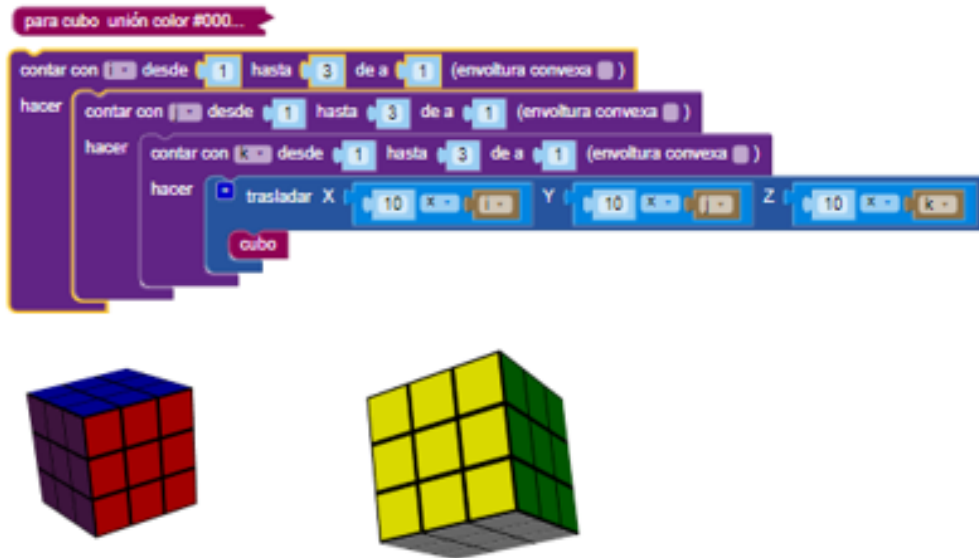 para cubo unión color #000...
contar con i desde 1 hasta 3 de a 1 (envoltura convexa )
hacer contar con j desde 1 hasta 3 de a 1 (envoltura convexa )
hacer contar con k desde 1 hasta 3 de a 1 (envoltura convexa )
hacer - trasladar X 10 x i Y 10 x j Z 10 x k
cubo